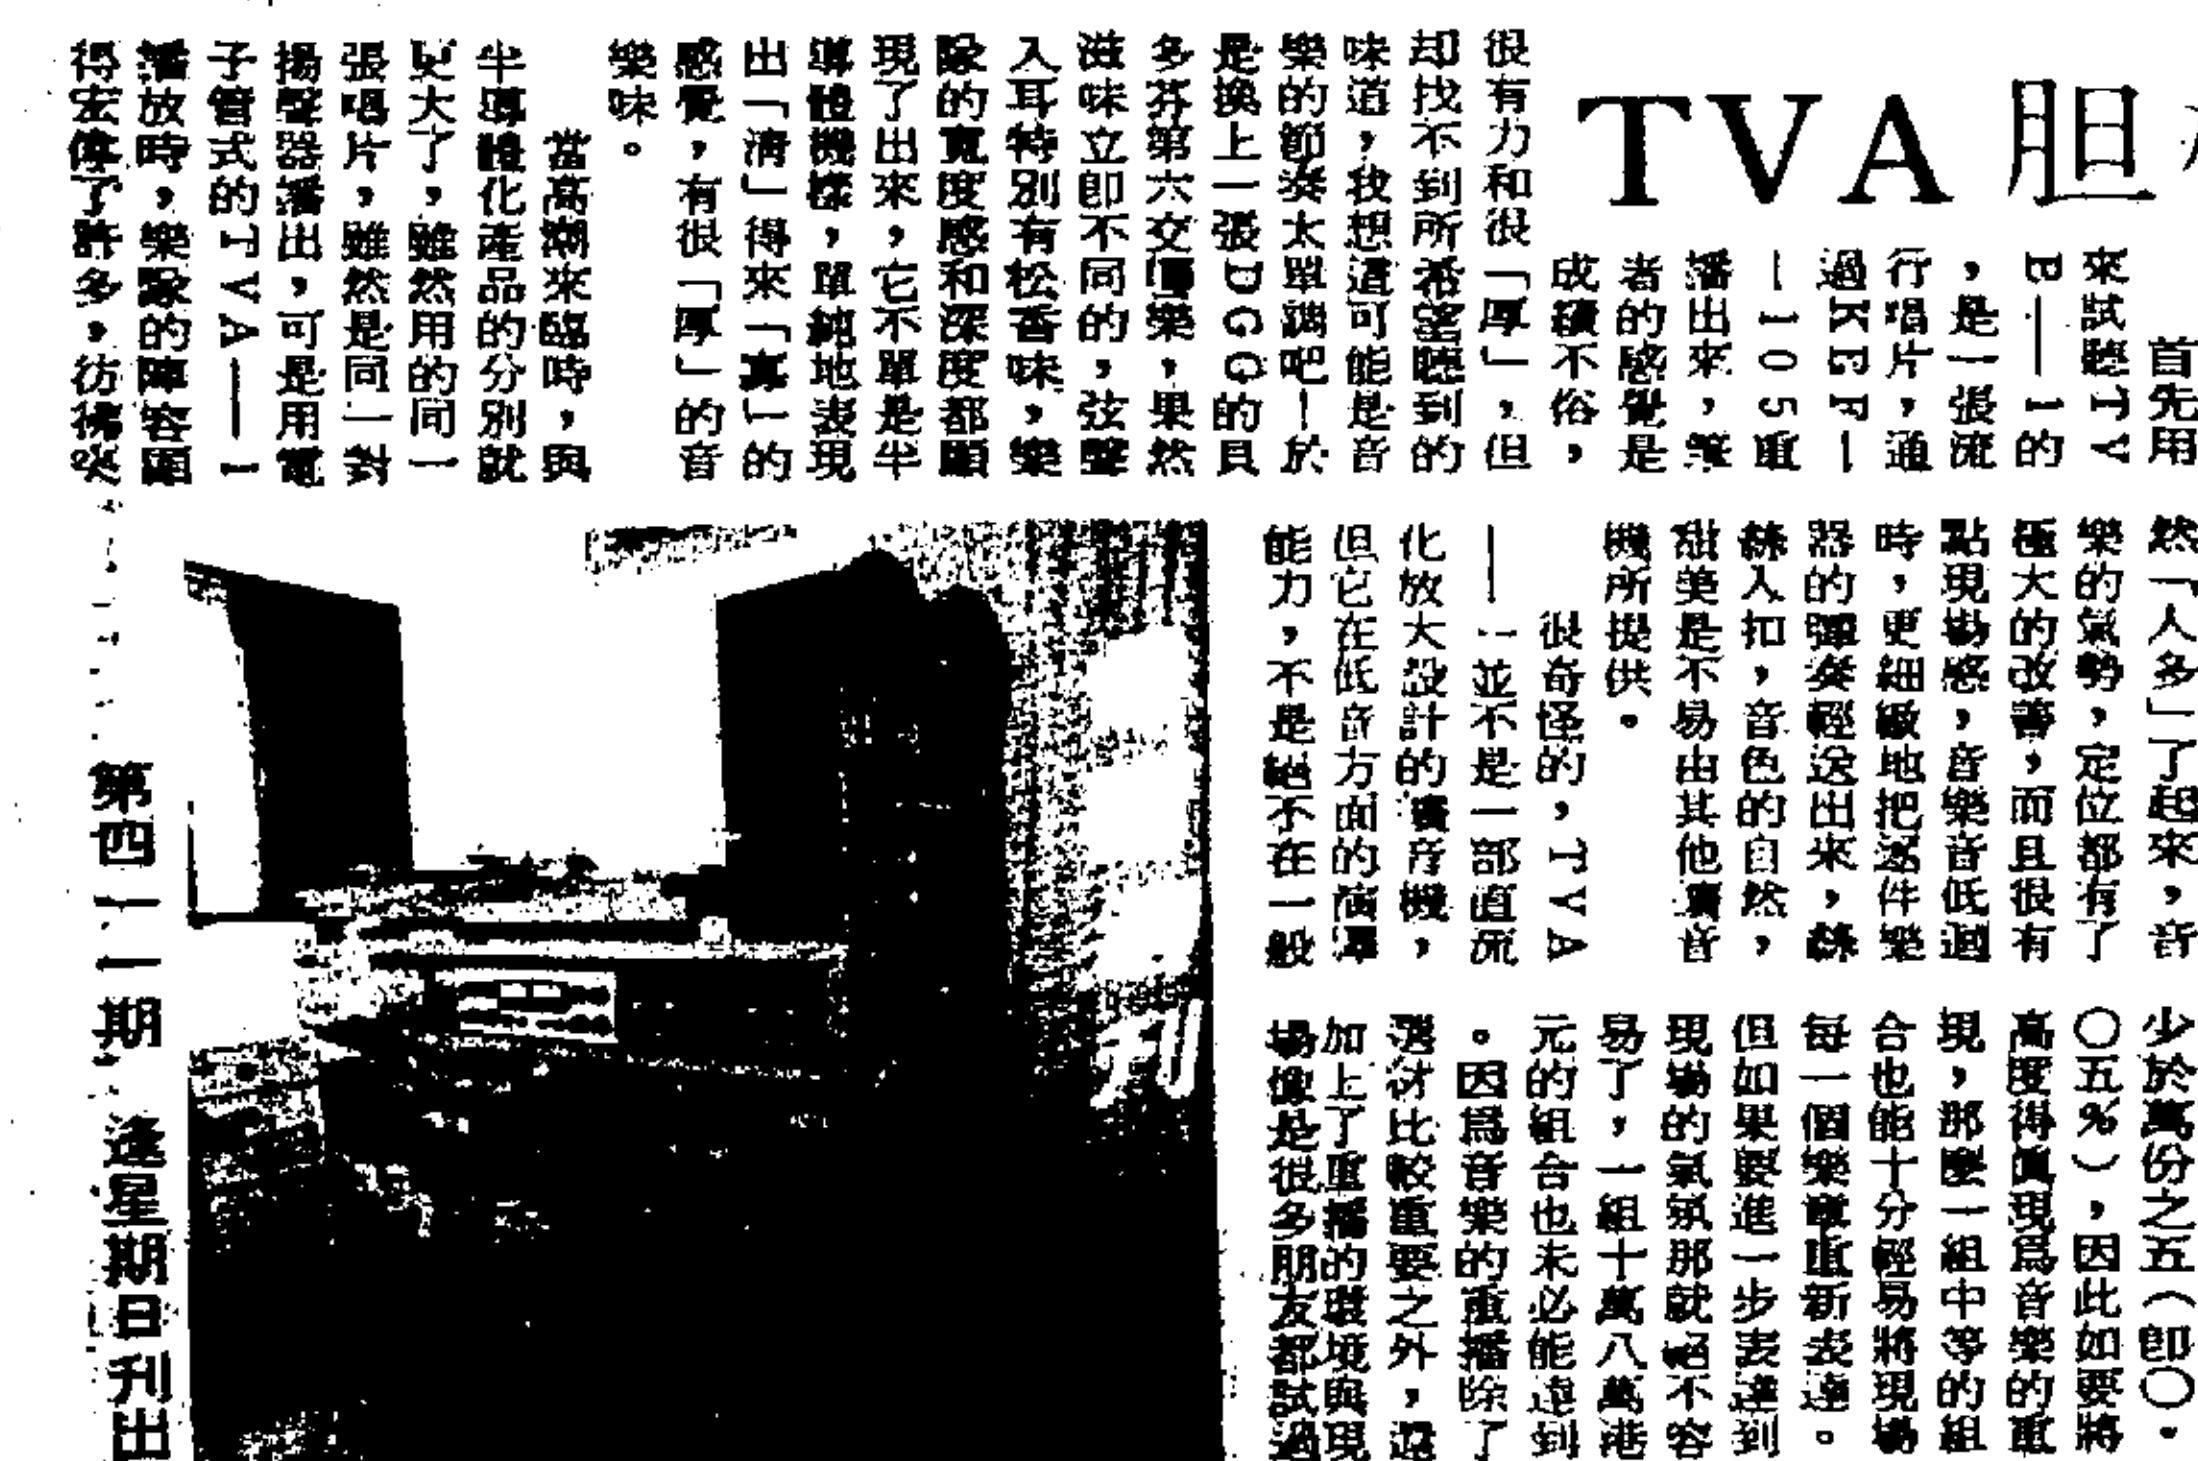 TVA 胆
首先用
來試聽TV
B——1的
，是一張流
行唱片，通
過KEF—
—105重
播出來，筆
者的感覺是
成績不俗，
很有力和很「厚」，但
却找不到所希望聽到的
味道，我想這可能是音
樂的節奏太單調吧！於
是換上一張DGG的貝
多芬第六交響樂，果然
滋味立即不同的，弦聲
入耳特別有松香味，樂
隊的寬度感和深度都顯
現了出來，它不單是半
導體機樣，單純地表現
出「清」得來「真」的
感覺，有很「厚」的音
樂味。
當高潮來臨時，與
半導體化產品的分別就
更大了，雖然用的同一
張唱片，雖然是同一對
揚聲器播出，可是用電
子管式的TVA——1
播放時，樂隊的陣容顯
得宏偉了許多，彷彿突
然「人多」了起來，音
樂的氣勢，定位都有了
極大的改善，而且很有
點現場感，音樂音低迴
時，更細緻地把逐件樂
器的彈奏輕送出來，絲
絲入扣，音色的自然，
甜美是不易由其他膽音
機所提供。
很奇怪的，TVA
——一並不是一部直流
化放大設計的膽音機，
但它在低音方面的演繹
能力，不是絕不在一般
少於萬份之五（即〇．
〇五％），因此如要將
高度得眞現爲音樂的重
現，那麼一組中等的組
合也能十分輕易將現場
每一個樂章重新表達。
但如果要進一步表達到
現場的氣氛那就絕不容
易了，一組十萬八萬港
元的組合也未必能達到
。因爲音樂的重播除了
選材比較重要之外，還
加上了重播的環境與現
場像是很多朋友都試過
第四一一期 逢星期日刊出